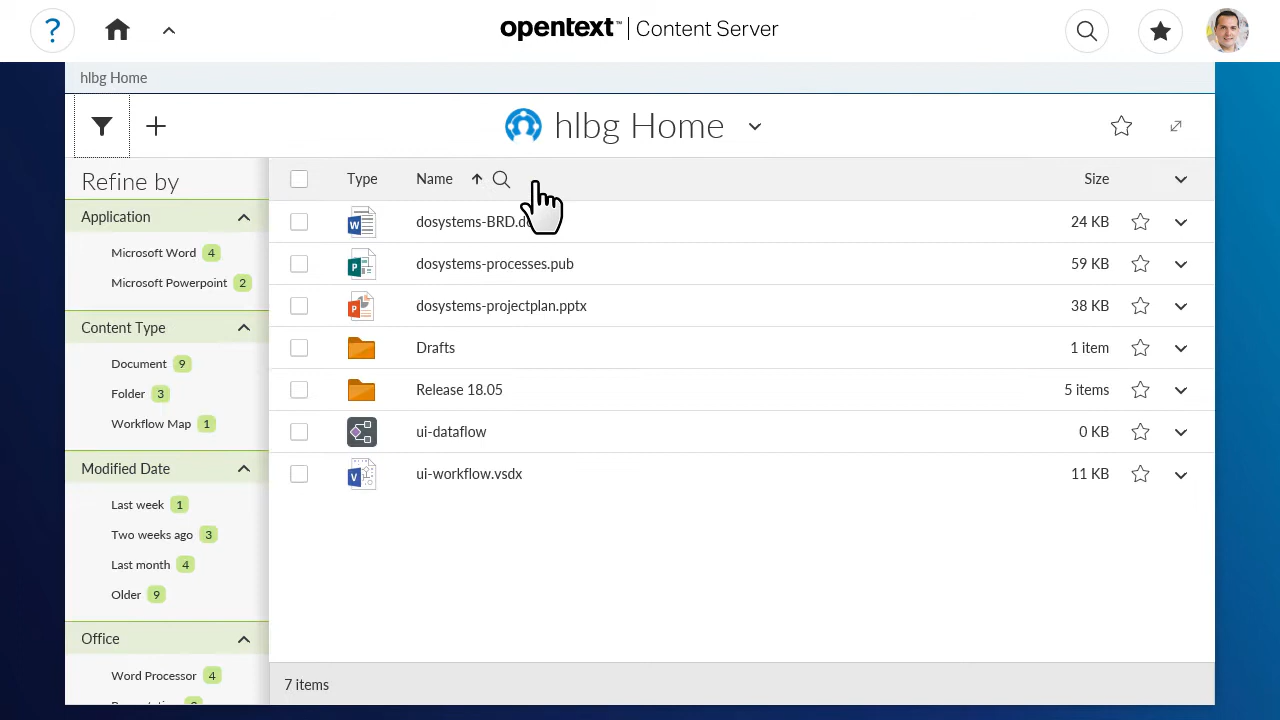 ?
opentext™ | Content Server
hlbg Home
hlbg Home
Refine by
Application
Microsoft Word 4
Microsoft Powerpoint 2
Content Type
Document 9
Folder 3
Workflow Map 1
Modified Date
Last week 1
Two weeks ago 3
Last month 4
Older 9
Office
Word Processor 4
Type Name Size
dosystems-BRD. 24 KB
dosystems-processes.pub 59 KB
dosystems-projectplan.pptx 38 KB
Drafts 1 item
Release 18.05 5 items
ui-dataflow 0 KB
ui-workflow.vsdx 11 KB
7 items